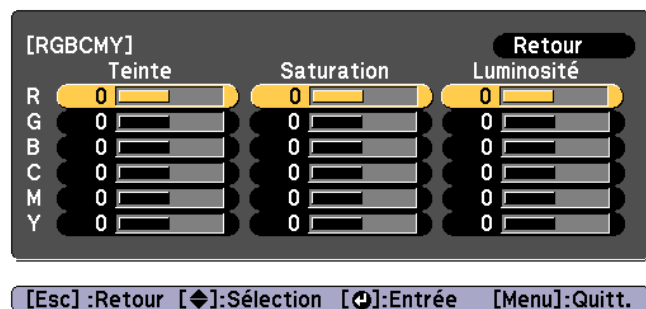 [RGBCMY] Retour
Teinte Saturation Luminosité
R 0 0 0
G 0 0 0
B 0 0 0
C 0 0 0
M 0 0 0
Y 0 0 0
[Esc] :Retour [◆]:Sélection [⏎]:Entrée [Menu]:Quitt.